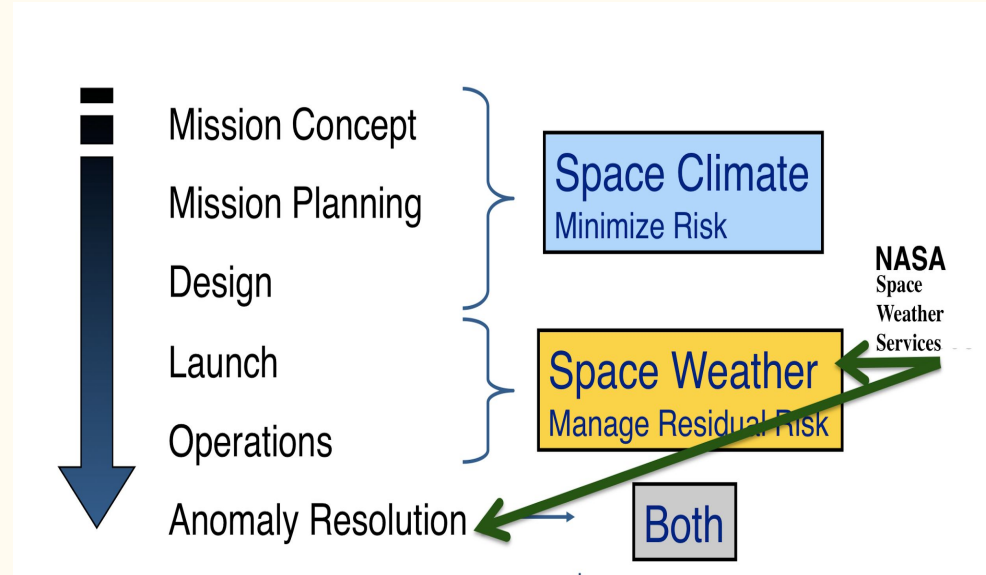 Mission Concept
Mission Planning
Design
Launch
Operations
Anomaly Resolution
Space Climate
Minimize Risk
Space Weather
Manage Residual Risk
Both
NASA
Space
Weather
Services